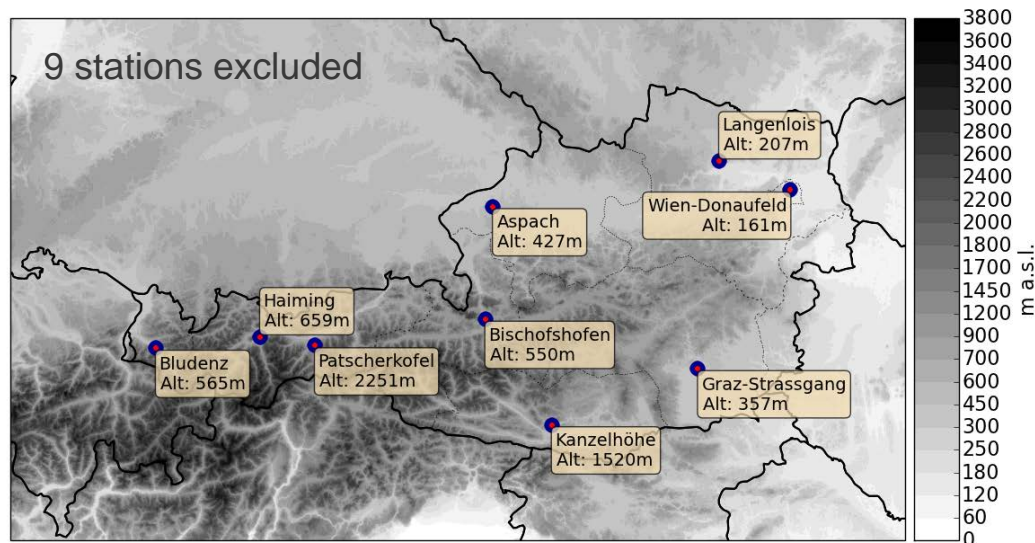 9 stations excluded
Langenlois
Alt: 207m
Wien-Donaufeld
Alt: 161m
Aspach
Alt: 427m
Haiming
Alt: 659m
Bischofshofen
Alt: 550m
Patscherkofel
Alt: 2251m
Bludenz
Alt: 565m
Graz-Strassgang
Alt: 357m
Kanzelhöhe
Alt: 1520m
3800
3600
3400
3200
3000
2800
2600
2400
2200
2000
1800
1700
1450
1200
900
700
600
450
300
250
180
120
60
0
m a.s.l.